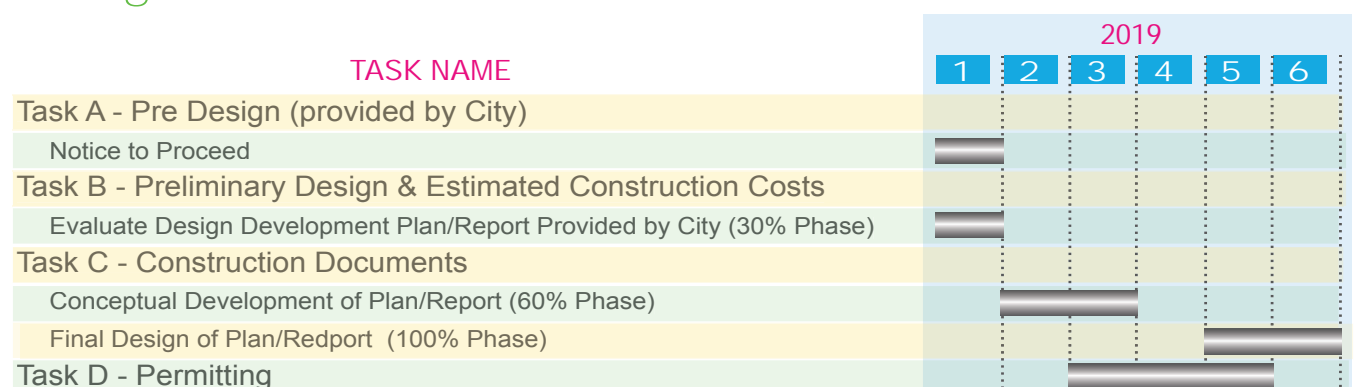 2019
TASK NAME 1 2 3 4 5 6
Task A - Pre Design (provided by City)
Notice to Proceed
Task B - Preliminary Design & Estimated Construction Costs
Evaluate Design Development Plan/Report Provided by City (30% Phase)
Task C - Construction Documents
Conceptual Development of Plan/Report (60% Phase)
Final Design of Plan/Redport (100% Phase)
Task D - Permitting